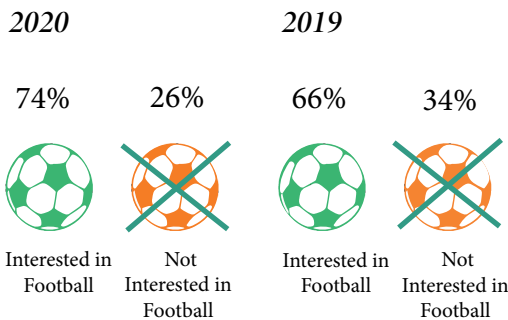 2020
2019
74%
26%
66%
34%
Interested in
Football
Not
Interested in
Football
Interested in
Football
Not
Interested in
Football